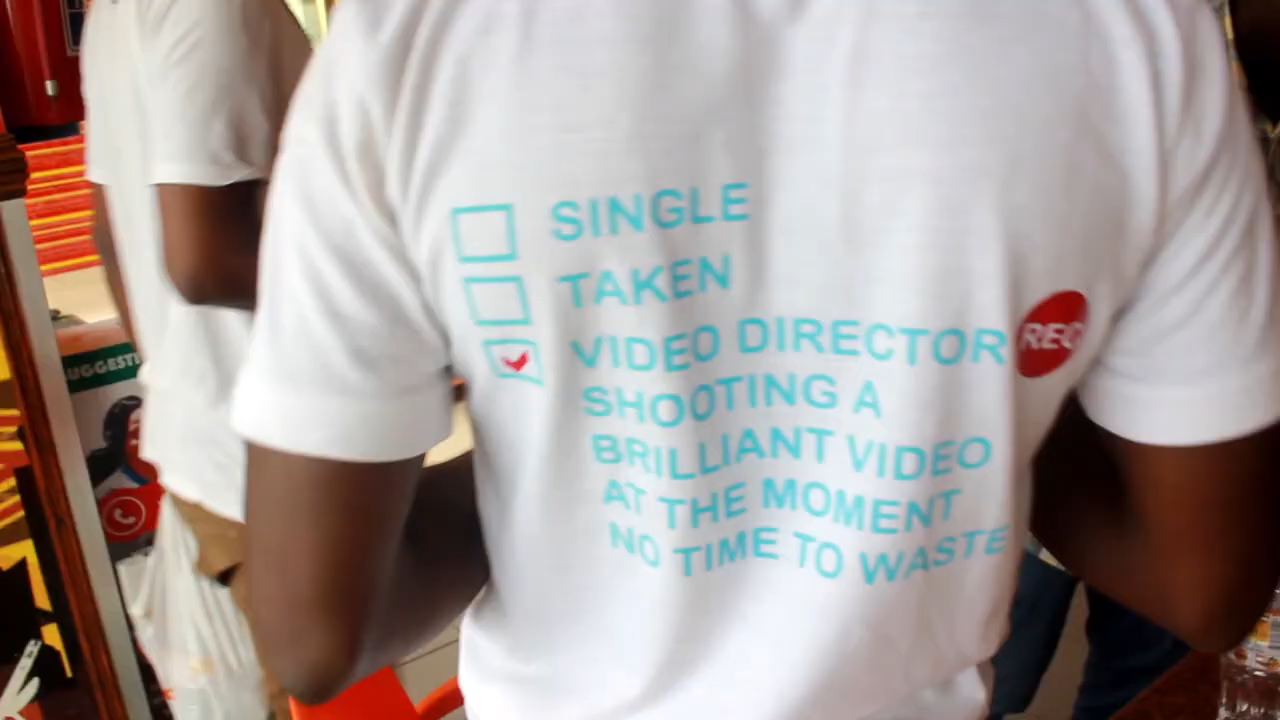 SINGLE
TAKEN
VIDEO DIRECTOR REC
SHOOTING A
BRILLIANT VIDEO
AT THE MOMENT
NO TIME TO WASTE